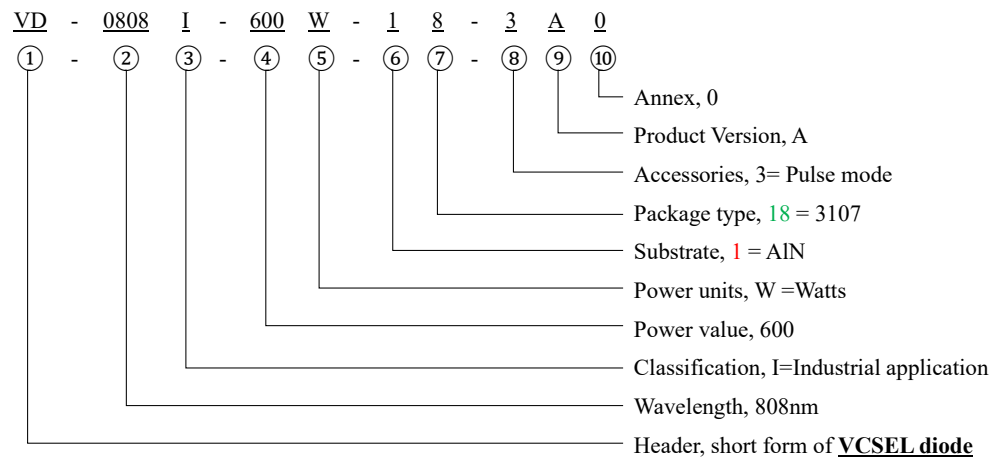 VD - 0808 I - 600 W - 1 8 - 3 A 0
① - ② ③ - ④ ⑤ - ⑥ ⑦ - ⑧ ⑨ ⑩
Annex, 0
Product Version, A
Accessories, 3= Pulse mode
Package type, 18 = 3107
Substrate, 1 = AlN
Power units, W =Watts
Power value, 600
Classification, I=Industrial application
Wavelength, 808nm
Header, short form of VCSEL diode